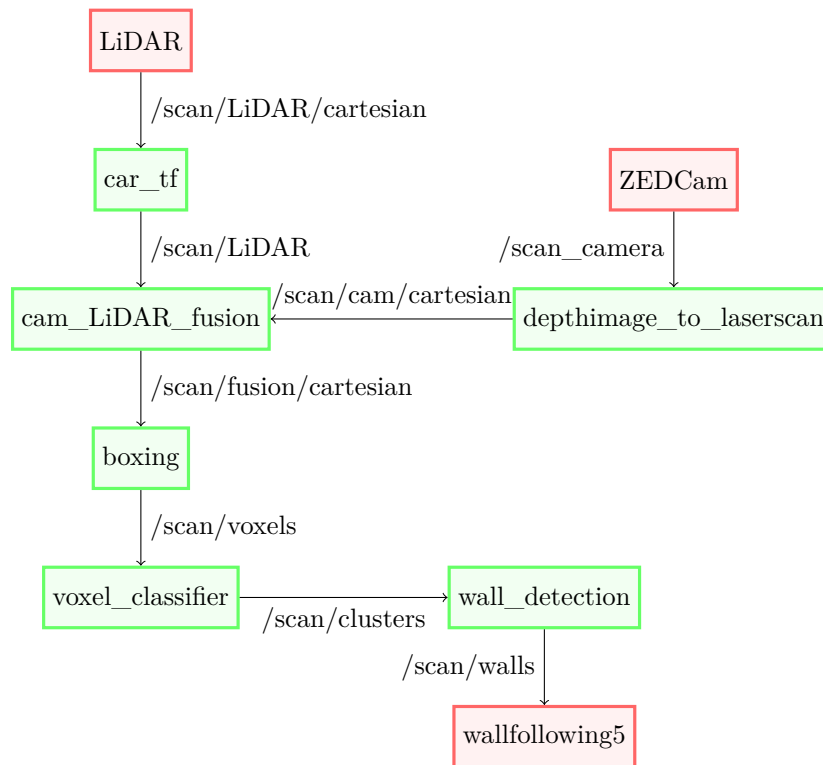 LiDAR
/scan/LiDAR/cartesian
car_tf
ZEDCam
/scan/LiDAR
/scan_camera
/scan/cam/cartesian
cam_LiDAR_fusion
depthimage_to_laserscan
/scan/fusion/cartesian
boxing
/scan/voxels
voxel_classifier
wall_detection
/scan/clusters
/scan/walls
wallfollowing5